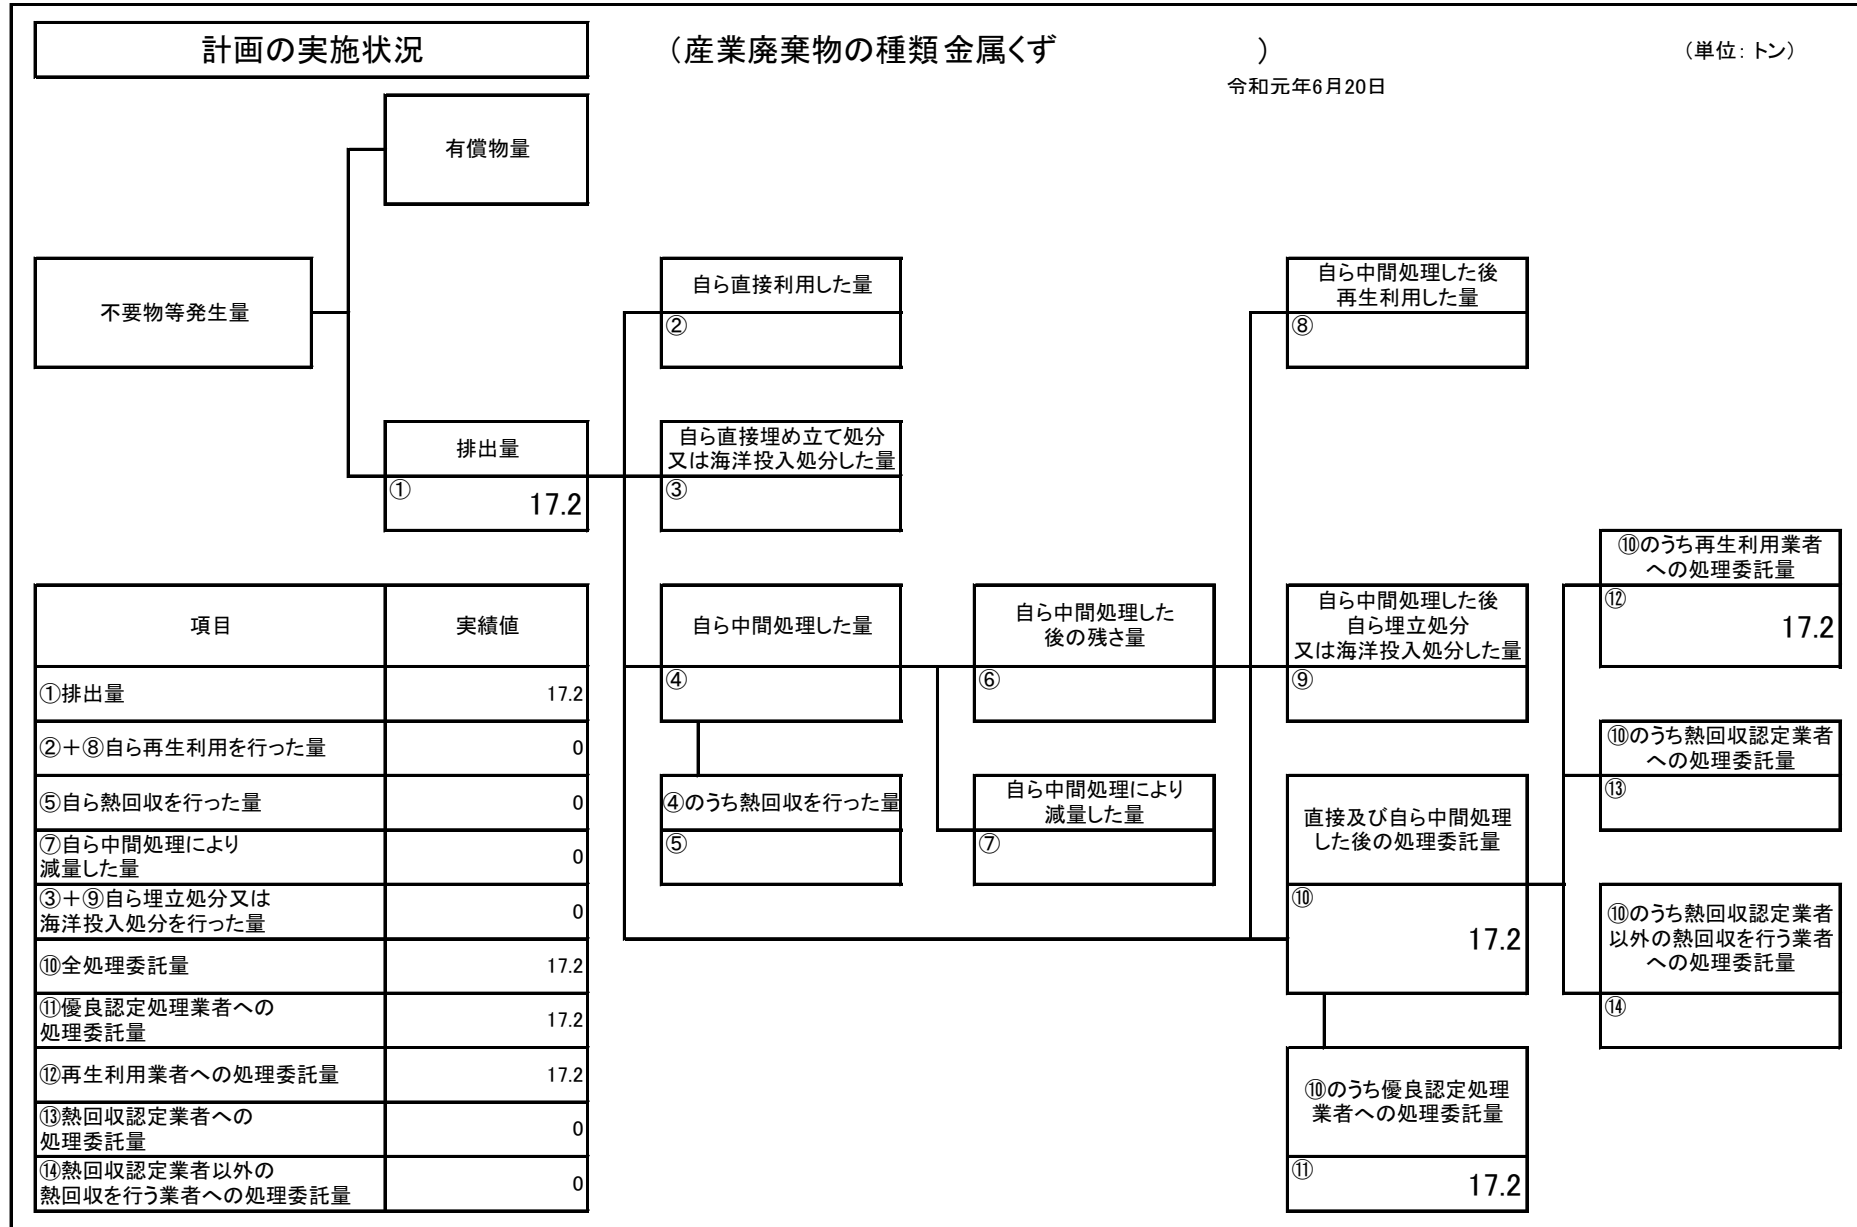 計画の実施状況
（産業廃棄物の種類 金属くず　　　　　　　）
（単位：トン）
令和元年6月20日
有償物量
不要物等発生量
自ら直接利用した量
②
自ら中間処理した後
再生利用した量
⑧
排出量
①
17.2
自ら直接埋め立て処分
又は海洋投入処分した量
③
⑩のうち再生利用業者
への処理委託量
⑫
17.2
自ら中間処理した量
④
自ら中間処理した
後の残さ量
⑥
自ら中間処理した後
自ら埋立処分
又は海洋投入処分した量
⑨
⑩のうち熱回収認定業者
への処理委託量
⑬
④のうち熱回収を行った量
⑤
自ら中間処理により
減量した量
⑦
直接及び自ら中間処理
した後の処理委託量
⑩
17.2
⑩のうち熱回収認定業者
以外の熱回収を行う業者
への処理委託量
⑭
⑩のうち優良認定処理
業者への処理委託量
⑪
17.2
項目 実績値
①排出量 17.2
②＋⑧自ら再生利用を行った量 0
⑤自ら熱回収を行った量 0
⑦自ら中間処理により
減量した量 0
③＋⑨自ら埋立処分又は
海洋投入処分を行った量 0
⑩全処理委託量 17.2
⑪優良認定処理業者への
処理委託量 17.2
⑫再生利用業者への処理委託量 17.2
⑬熱回収認定業者への
処理委託量 0
⑭熱回収認定業者以外の
熱回収を行う業者への処理委託量 0